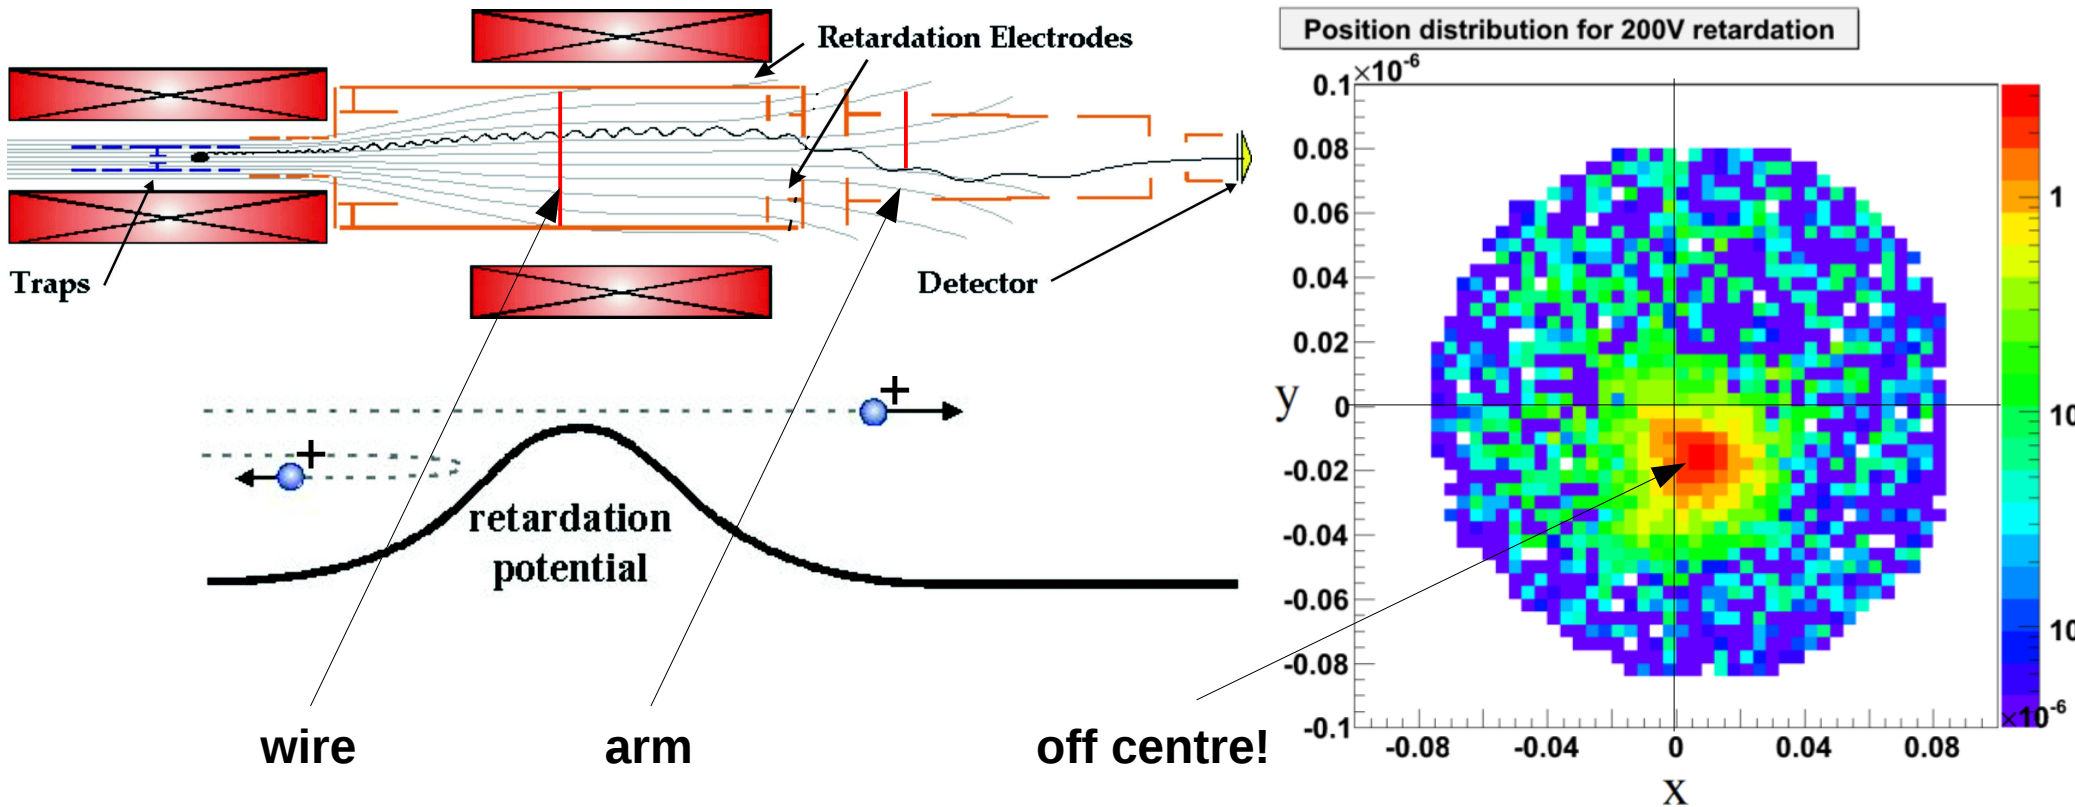 Retardation Electrodes
Traps
Detector
+
+
retardation
potential
wire
arm
off centre!
Position distribution for 200V retardation
×10-6
0.1
0.08
0.06
0.04
0.02
0
-0.02
-0.04
-0.06
-0.08
-0.1
y
-0.08 -0.04 0 0.04 0.08
x
1
10
10
×10-6